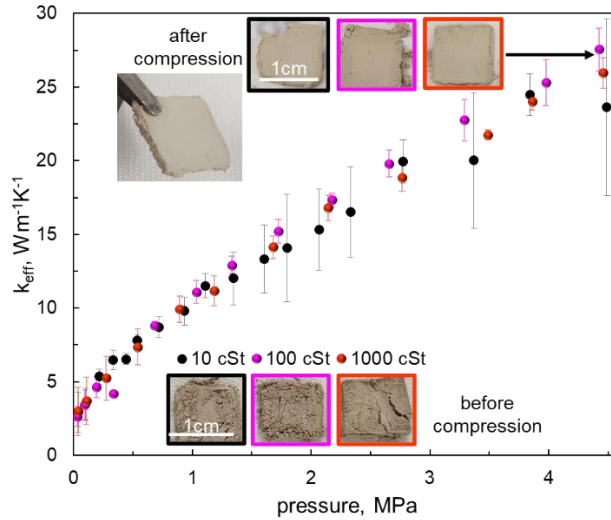 30
25
20
15
10
5
0
0
1
2
3
4
k_eff, Wm⁻¹K⁻¹
pressure, MPa
after
compression
1cm
10 cSt
100 cSt
1000 cSt
1cm
before
compression